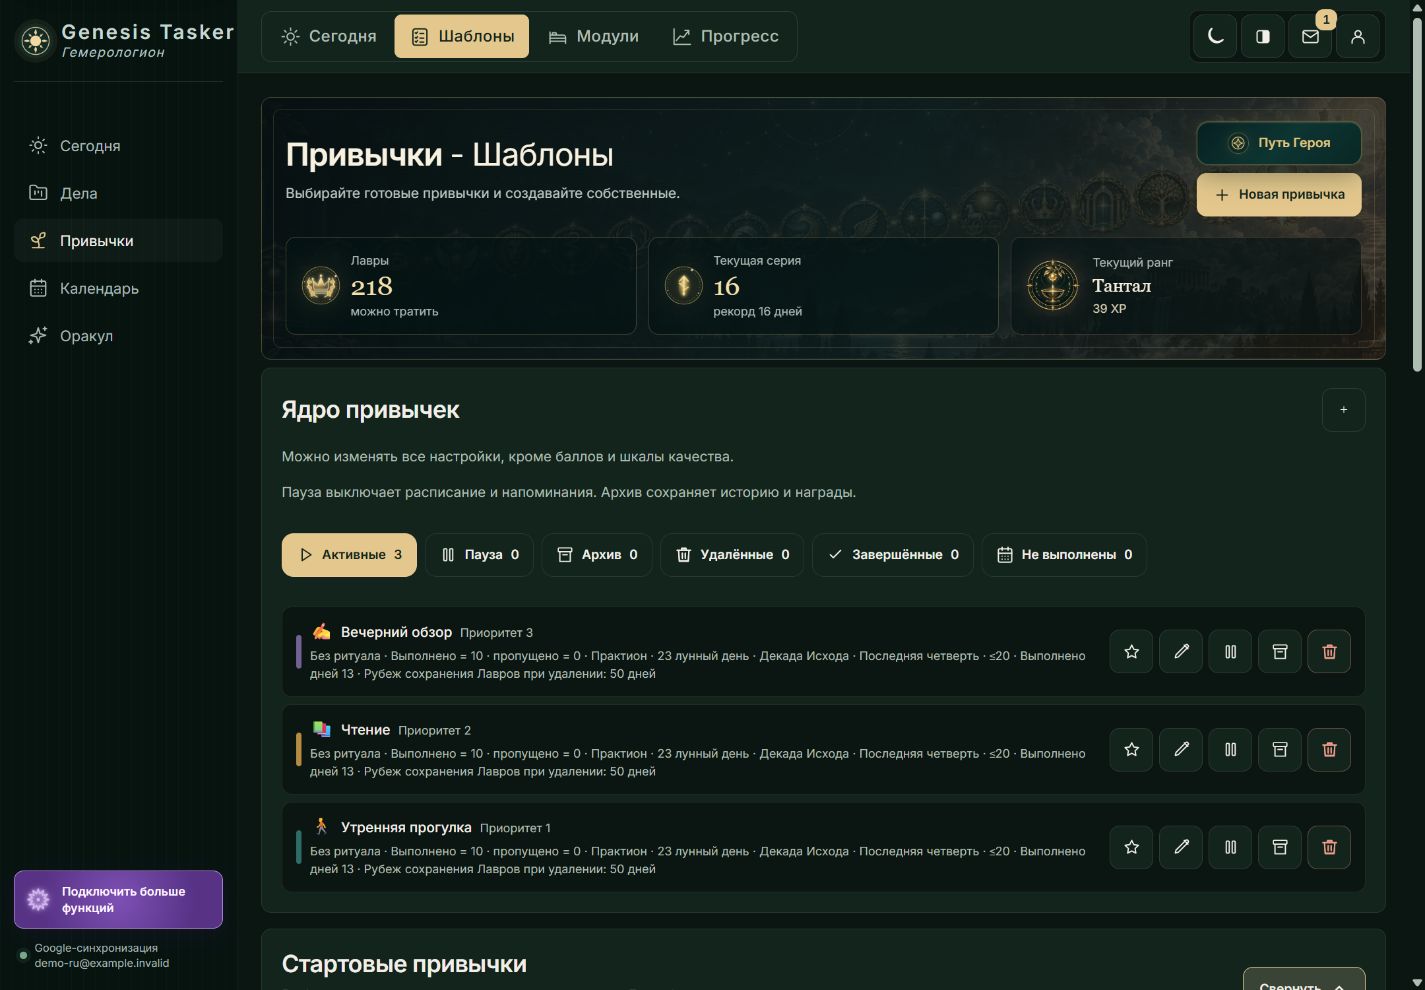 Genesis Tasker
Гемерологион
Сегодня
Шаблоны
Модули
Прогресс
1
Сегодня
Дела
Привычки
Календарь
Оракул
Подключить больше
функций
Google-синхронизация
demo-ru@example.invalid
Привычки - Шаблоны
Выбирайте готовые привычки и создавайте собственные.
Путь Героя
Новая привычка
Лавры
218
можно тратить
Текущая серия
16
рекорд 16 дней
Текущий ранг
Тантал
39 XP
Ядро привычек
+
Можно изменять все настройки, кроме баллов и шкалы качества.
Пауза выключает расписание и напоминания. Архив сохраняет историю и награды.
Активные 3
Пауза 0
Архив 0
Удалённые 0
Завершённые 0
Не выполнены 0
Вечерний обзор Приоритет 3
Без ритуала · Выполнено = 10 · пропущено = 0 · Практион · 23 лунный день · Декада Исхода · Последняя четверть · ≤20 · Выполнено
дней 13 · Рубеж сохранения Лавров при удалении: 50 дней
Чтение Приоритет 2
Без ритуала · Выполнено = 10 · пропущено = 0 · Практион · 23 лунный день · Декада Исхода · Последняя четверть · ≤20 · Выполнено
дней 13 · Рубеж сохранения Лавров при удалении: 50 дней
Утренняя прогулка Приоритет 1
Без ритуала · Выполнено = 10 · пропущено = 0 · Практион · 23 лунный день · Декада Исхода · Последняя четверть · ≤20 · Выполнено
дней 13 · Рубеж сохранения Лавров при удалении: 50 дней
Стартовые привычки
Свернуть